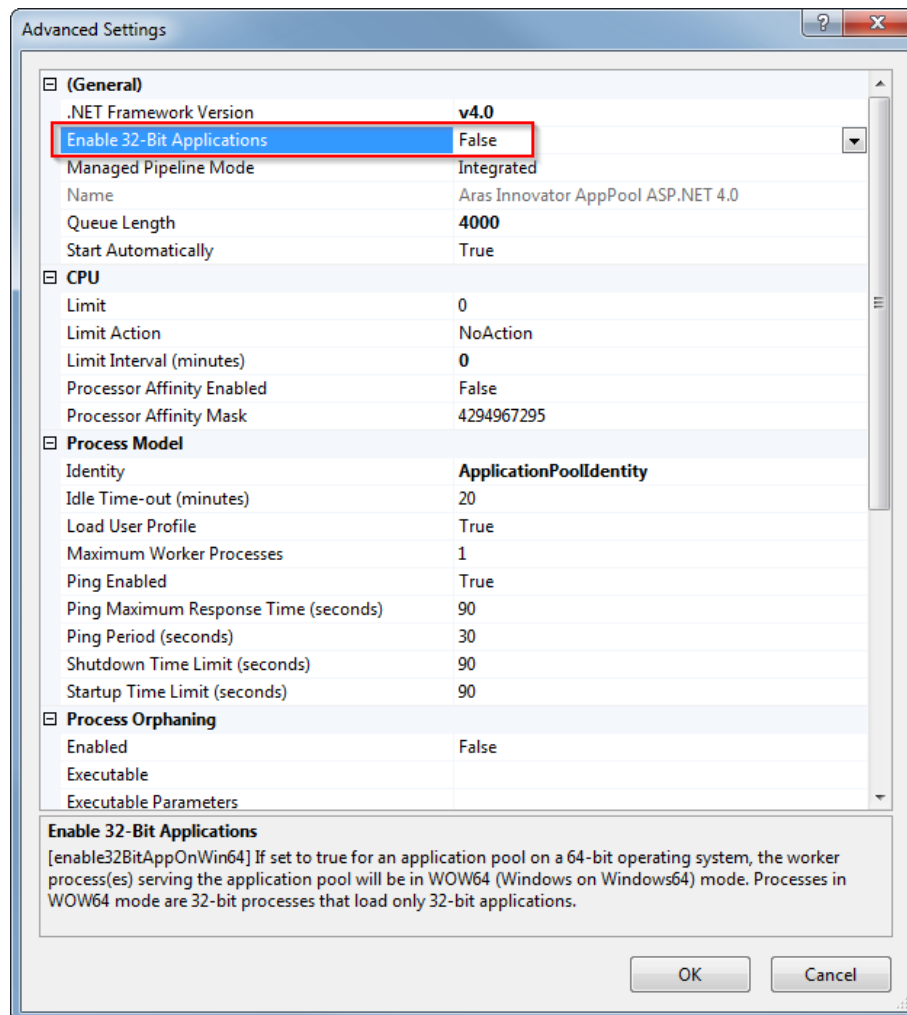 Advanced Settings
(General)
.NET Framework Version v4.0
Enable 32-Bit Applications False
Managed Pipeline Mode Integrated
Name Aras Innovator AppPool ASP.NET 4.0
Queue Length 4000
Start Automatically True
CPU
Limit 0
Limit Action NoAction
Limit Interval (minutes) 0
Processor Affinity Enabled False
Processor Affinity Mask 4294967295
Process Model
Identity ApplicationPoolIdentity
Idle Time-out (minutes) 20
Load User Profile True
Maximum Worker Processes 1
Ping Enabled True
Ping Maximum Response Time (seconds) 90
Ping Period (seconds) 30
Shutdown Time Limit (seconds) 90
Startup Time Limit (seconds) 90
Process Orphaning
Enabled False
Executable
Executable Parameters
Enable 32-Bit Applications
[enable32BitAppOnWin64] If set to true for an application pool on a 64-bit operating system, the worker
process(es) serving the application pool will be in WOW64 (Windows on Windows64) mode. Processes in
WOW64 mode are 32-bit processes that load only 32-bit applications.
OK Cancel